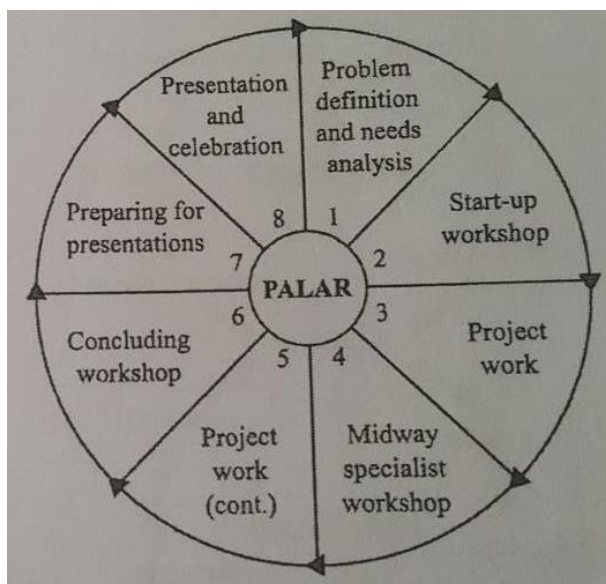 PALAR
1
Problem
definition
and needs
analysis
2
Start-up
workshop
3
Project
work
4
Midway
specialist
workshop
5
Project
work
(cont.)
6
Concluding
workshop
7
Preparing for
presentations
8
Presentation
and
celebration